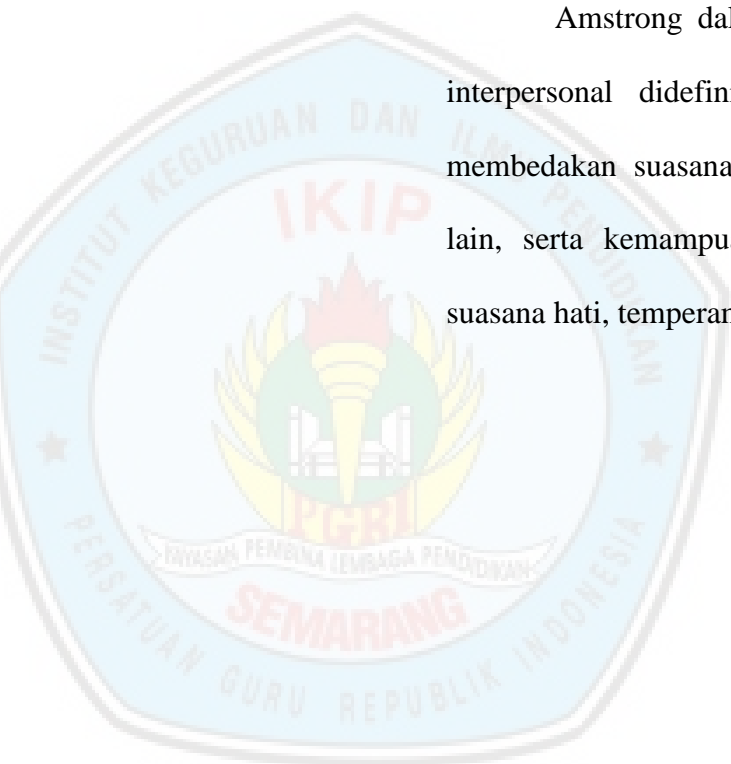 Amstrong dal
interpersonal didefin
membedakan suasana
lain, serta kemampua
suasana hati, temperan
INSTITUT KEGURUAN DAN ILMU PENDIDIKAN
IKIP
PGRI
YAYASAN PEMBINA LEMBAGA PENDIDIKAN
SEMARANG
PERSATUAN GURU REPUBLIK INDONESIA